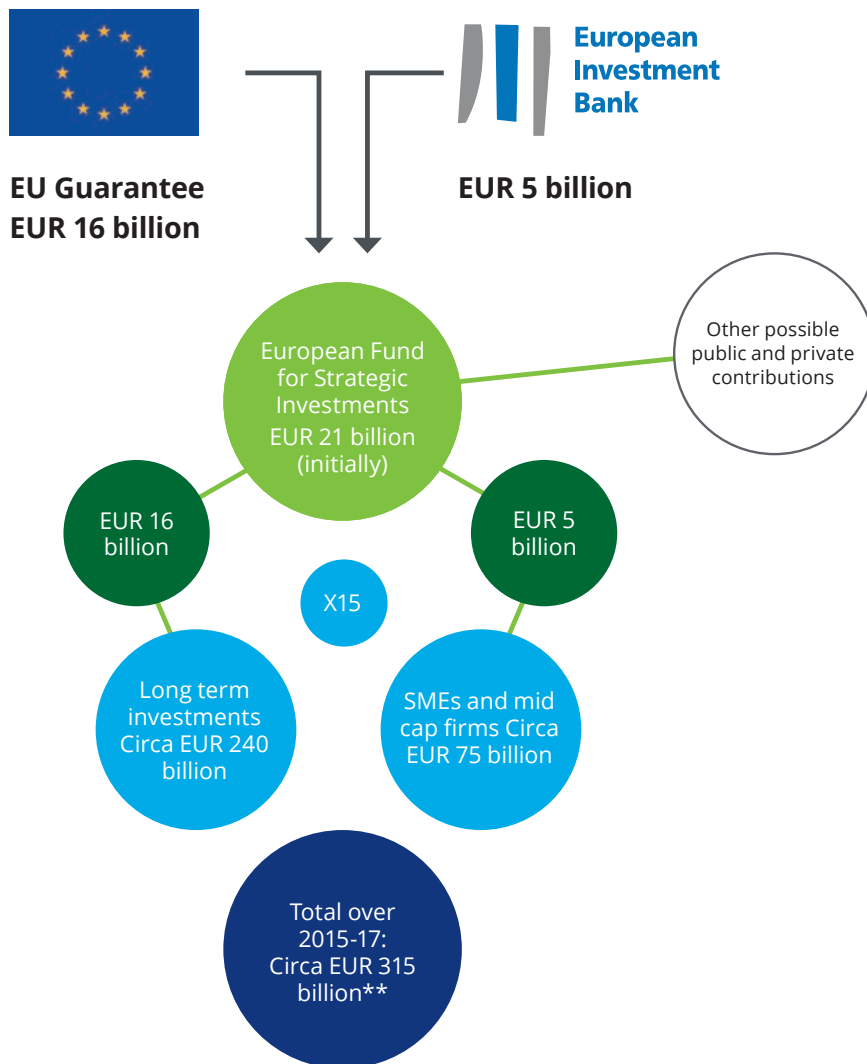 European
Investment
Bank
EU Guarantee
EUR 16 billion
EUR 5 billion
European Fund
for Strategic
Investments
EUR 21 billion
(initially)
Other possible
public and private
contributions
EUR 16
billion
EUR 5
billion
X15
Long term
investments
Circa EUR 240
billion
SMEs and mid
cap firms Circa
EUR 75 billion
Total over
2015-17:
Circa EUR 315
billion**